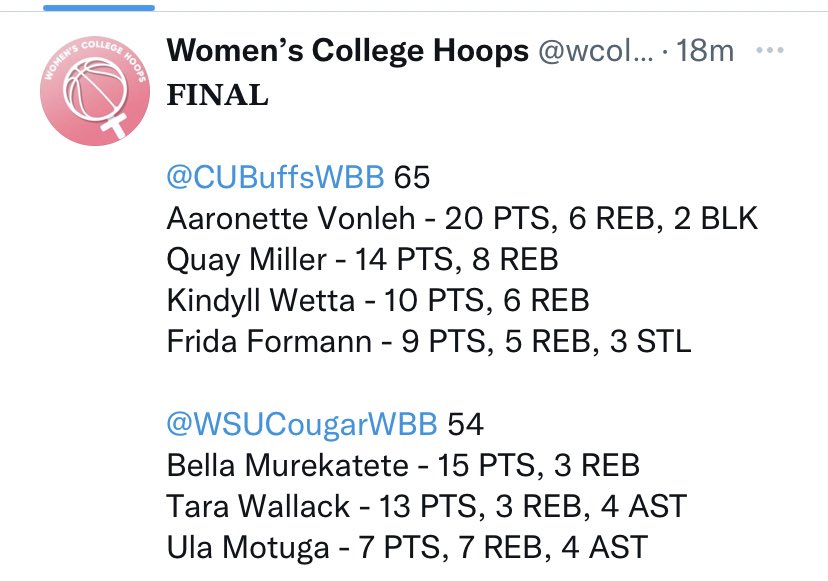 WOMEN'S COLLEGE HOOPS
Women's College Hoops @wcol... · 18m
FINAL
@CUBuffsWBB 65
Aaronette Vonleh - 20 PTS, 6 REB, 2 BLK
Quay Miller - 14 PTS, 8 REB
Kindyll Wetta - 10 PTS, 6 REB
Frida Formann - 9 PTS, 5 REB, 3 STL
@WSUCougarWBB 54
Bella Murekatete - 15 PTS, 3 REB
Tara Wallack - 13 PTS, 3 REB, 4 AST
Ula Motuga - 7 PTS, 7 REB, 4 AST